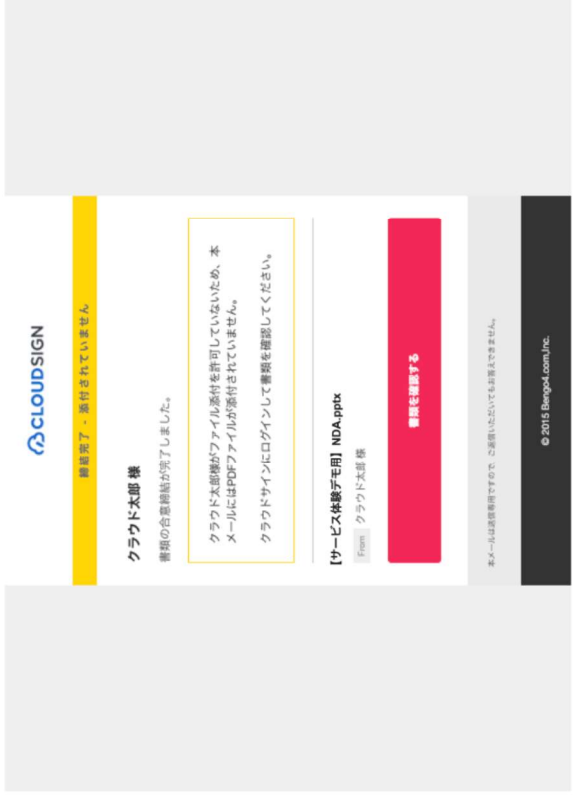 CLOUDSIGN
締結完了 - 添付されていません
クラウド太郎 様
書類の合意締結が完了しました。
クラウド太郎様がファイル添付を許可していないため、本
メールにはPDFファイルが添付されていません。
クラウドサインにログインして書類を確認してください。
【サービス体験デモ用】NDA.pptx
From クラウド太郎 様
書類を確認する
本メールは送信専用ですので、ご返信いただいてもお答えできません。
© 2015 Bengo4.com,Inc.